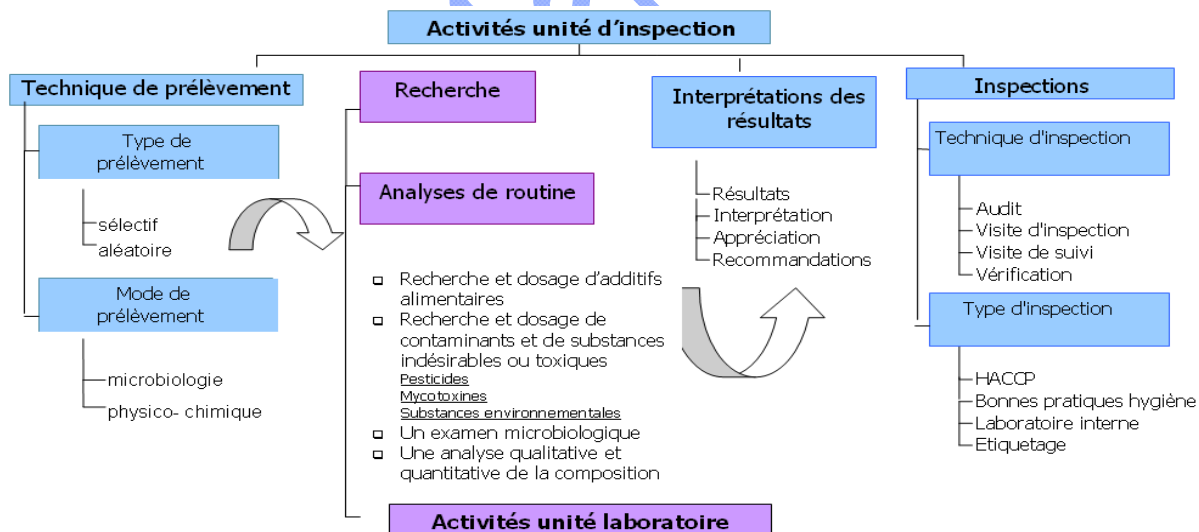 Activités unité d'inspection
Technique de prélèvement
Type de
prélèvement
sélectif
aléatoire
Mode de
prélèvement
microbiologie
physico- chimique
Recherche
Analyses de routine
Recherche et dosage d'additifs
alimentaires
Recherche et dosage de
contaminants et de substances
indésirables ou toxiques
Pesticides
Mycotoxines
Substances environnementales
Un examen microbiologique
Une analyse qualitative et
quantitative de la composition
Activités unité laboratoire
Interprétations des
résultats
Résultats
Interprétation
Appréciation
Recommandations
Inspections
Technique d'inspection
Audit
Visite d'inspection
Visite de suivi
Vérification
Type d'inspection
HACCP
Bonnes pratiques hygiène
Laboratoire interne
Etiquetage